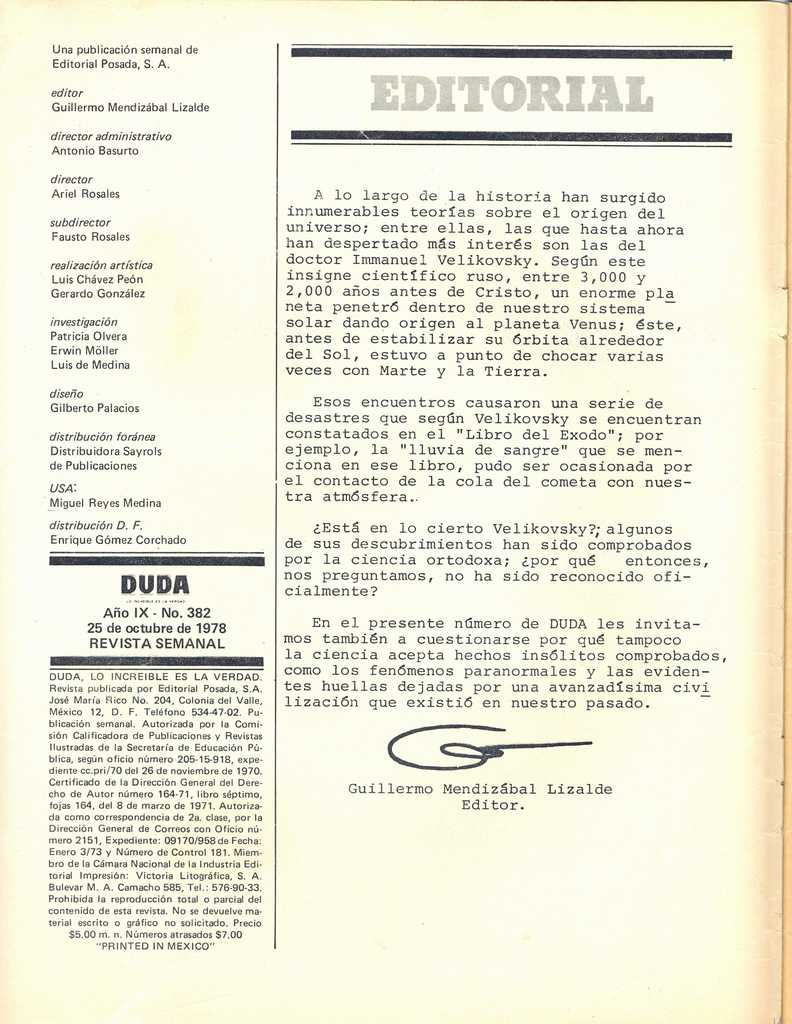 Una publicación semanal de
Editorial Posada, S. A.
editor
Guillermo Mendizábal Lizalde
director administrativo
Antonio Basurto
director
Ariel Rosales
subdirector
Fausto Rosales
realización artística
Luis Chávez Peón
Gerardo González
investigación
Patricia Olvera
Erwin Möller
Luis de Medina
diseño
Gilberto Palacios
distribución foránea
Distribuidora Sayrols
de Publicaciones
USA:
Miguel Reyes Medina
distribución D. F.
Enrique Gómez Corchado
DUDA
LO INCREIBLE ES LA VERDAD
Año IX - No. 382
25 de octubre de 1978
REVISTA SEMANAL
DUDA, LO INCREIBLE ES LA VERDAD.
Revista publicada por Editorial Posada, S.A.
José María Rico No. 204, Colonia del Valle,
México 12, D. F. Teléfono 534-47-02. Pu-
blicación semanal. Autorizada por la Comi-
sión Calificadora de Publicaciones y Revistas
Ilustradas de la Secretaría de Educación Pú-
blica, según oficio número 205-15-918, expe-
diente cc.pri/70 del 26 de noviembre de 1970.
Certificado de la Dirección General del Dere-
cho de Autor número 164-71, libro séptimo,
fojas 164, del 8 de marzo de 1971. Autoriza-
da como correspondencia de 2a. clase, por la
Dirección General de Correos con Oficio nú-
mero 2151, Expediente: 09170/958 de Fecha:
Enero 3/73 y Número de Control 181. Miem-
bro de la Cámara Nacional de la Industria Edi-
torial Impresión: Victoria Litográfica, S. A.
Bulevar M. A. Camacho 585, Tel.: 576-90-33.
Prohibida la reproducción total o parcial del
contenido de esta revista. No se devuelve ma-
terial escrito o gráfico no solicitado. Precio
$5.00 m. n. Números atrasados $7.00
"PRINTED IN MEXICO"
EDITORIAL
A lo largo de la historia han surgido
innumerables teorías sobre el origen del
universo; entre ellas, las que hasta ahora
han despertado más interés son las del
doctor Immanuel Velikovsky. Según este
insigne científico ruso, entre 3,000 y
2,000 años antes de Cristo, un enorme pla
neta penetró dentro de nuestro sistema
solar dando origen al planeta Venus; éste,
antes de estabilizar su órbita alrededor
del Sol, estuvo a punto de chocar varias
veces con Marte y la Tierra.
Esos encuentros causaron una serie de
desastres que según Velikovsky se encuentran
constatados en el "Libro del Exodo"; por
ejemplo, la "lluvia de sangre" que se men-
ciona en ese libro, pudo ser ocasionada por
el contacto de la cola del cometa con nues-
tra atmósfera.
¿Está en lo cierto Velikovsky?; algunos
de sus descubrimientos han sido comprobados
por la ciencia ortodoxa; ¿por qué entonces,
nos preguntamos, no ha sido reconocido ofi-
cialmente?
En el presente número de DUDA les invita-
mos también a cuestionarse por qué tampoco
la ciencia acepta hechos insólitos comprobados,
como los fenómenos paranormales y las eviden-
tes huellas dejadas por una avanzadísima civi
lización que existió en nuestro pasado.
Guillermo Mendizábal Lizalde
Editor.